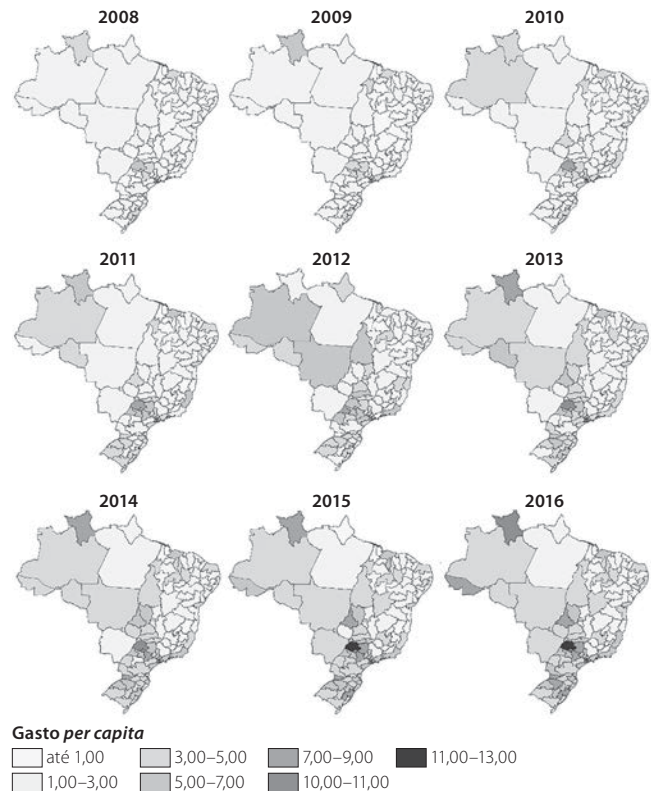 2008 2009 2010
2011 2012 2013
2014 2015 2016
Gasto per capita
até 1,00 3,00–5,00 7,00–9,00 11,00–13,00
1,00–3,00 5,00–7,00 10,00–11,00